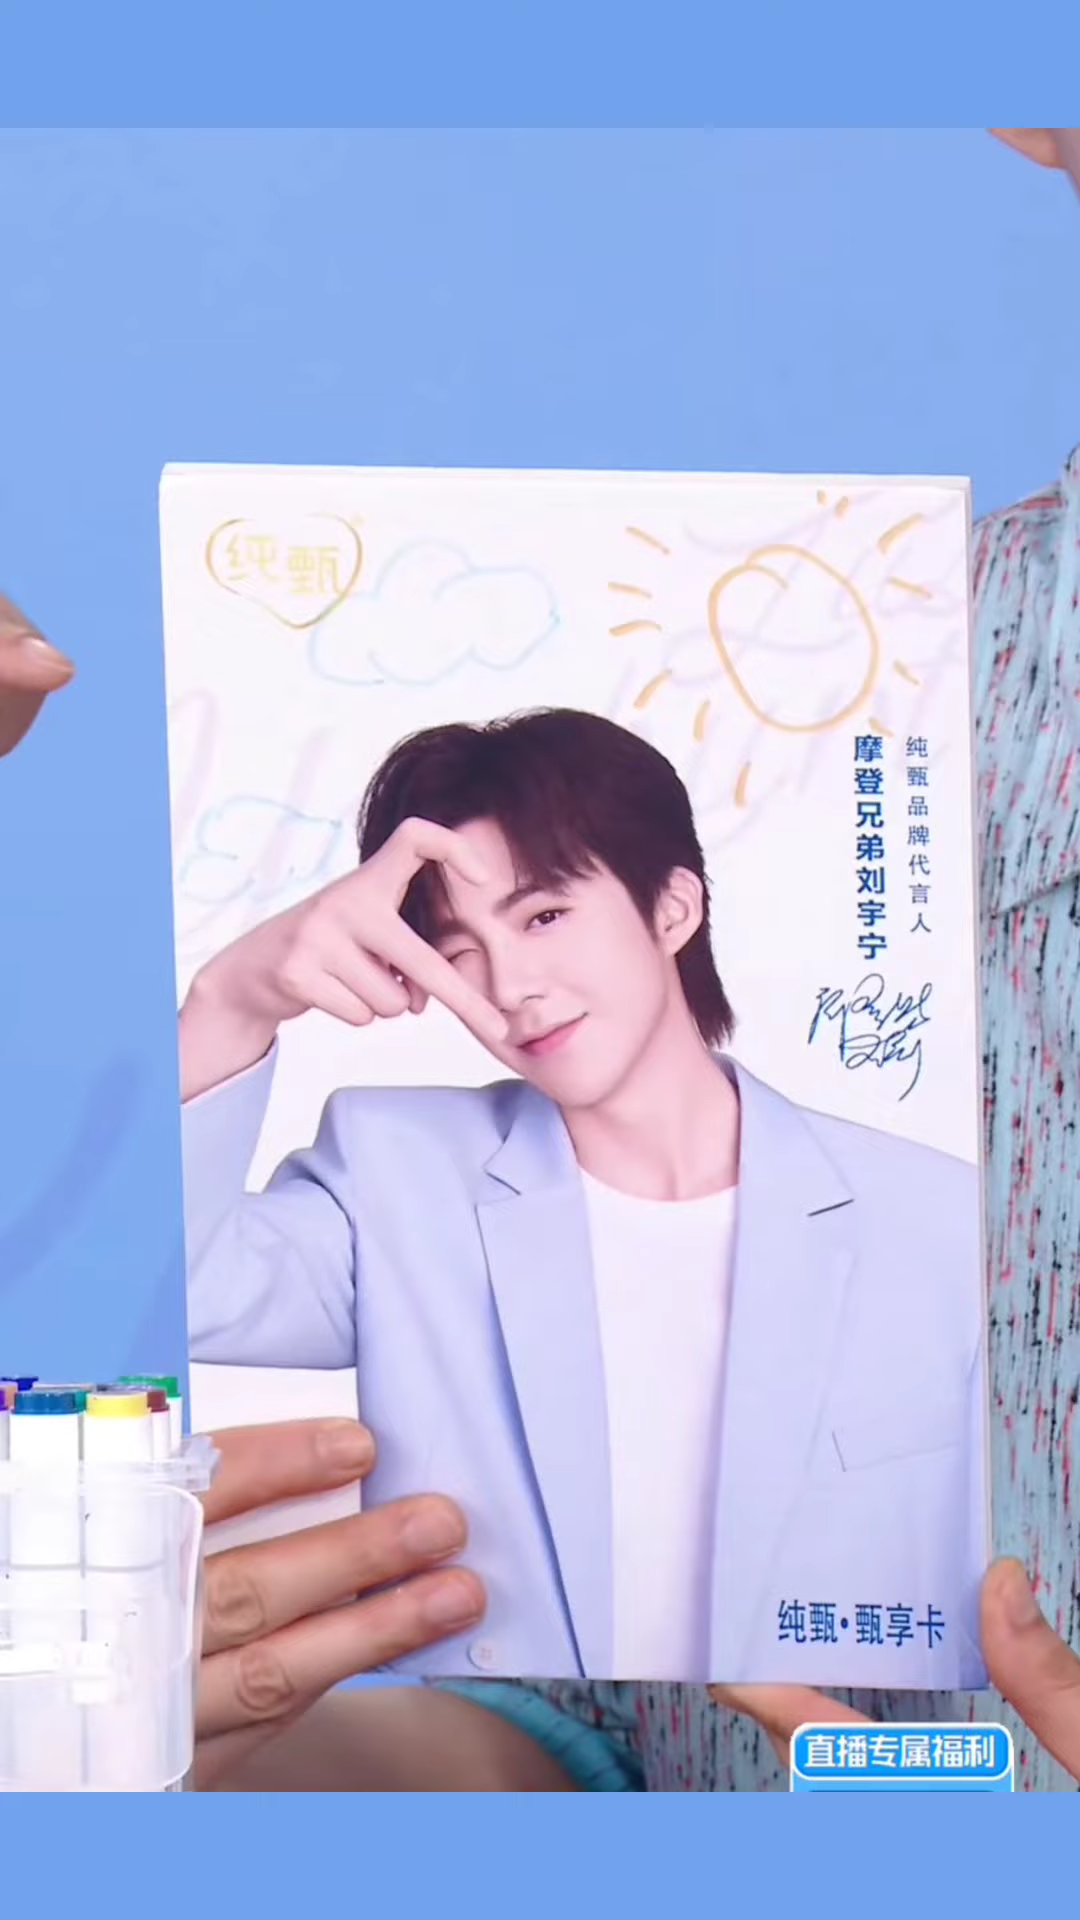 纯甄
纯甄品牌代言人
摩登兄弟刘宇宁
纯甄·甄享卡
直播专属福利